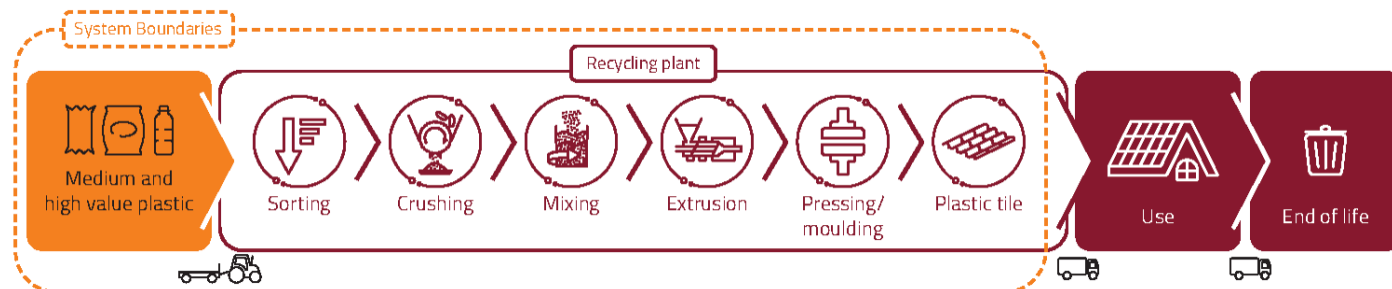 System Boundaries
Recycling plant
Medium and
high value plastic
Sorting
Crushing
Mixing
Extrusion
Pressing/
moulding
Plastic tile
Use
End of life